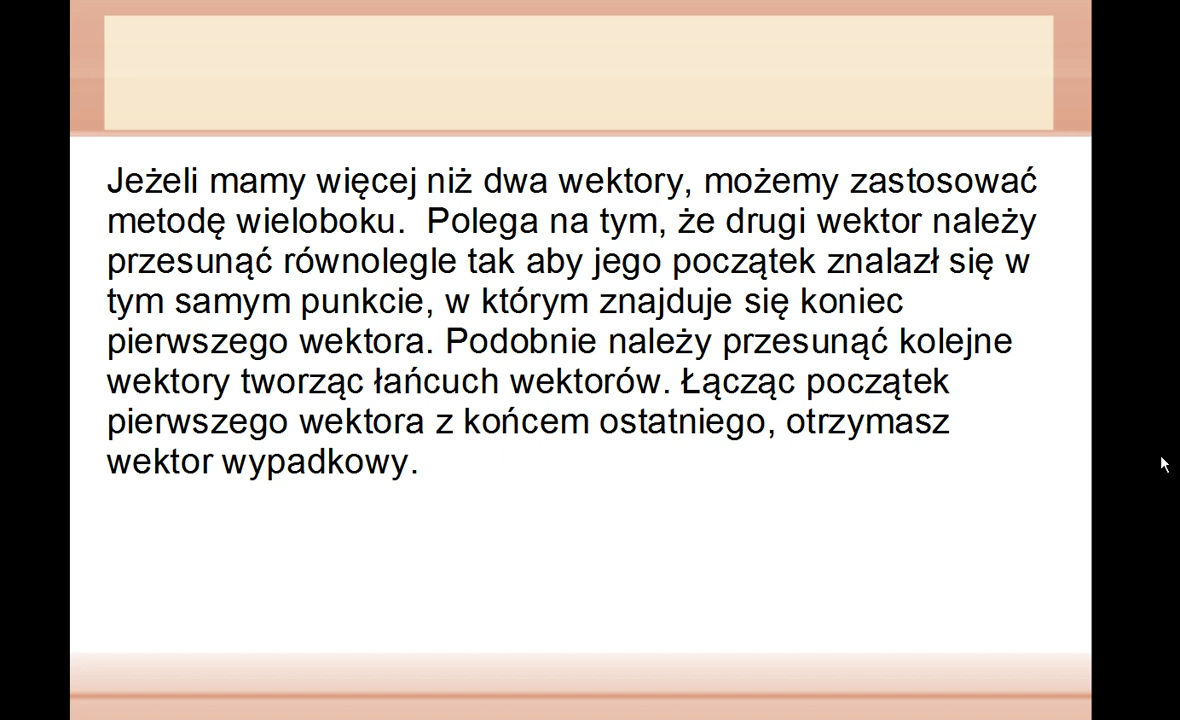 Jeżeli mamy więcej niż dwa wektory, możemy zastosować
metodę wieloboku.  Polega na tym, że drugi wektor należy
przesunąć równolegle tak aby jego początek znalazł się w
tym samym punkcie, w którym znajduje się koniec
pierwszego wektora. Podobnie należy przesunąć kolejne
wektory tworząc łańcuch wektorów. Łącząc początek
pierwszego wektora z końcem ostatniego, otrzymasz
wektor wypadkowy.